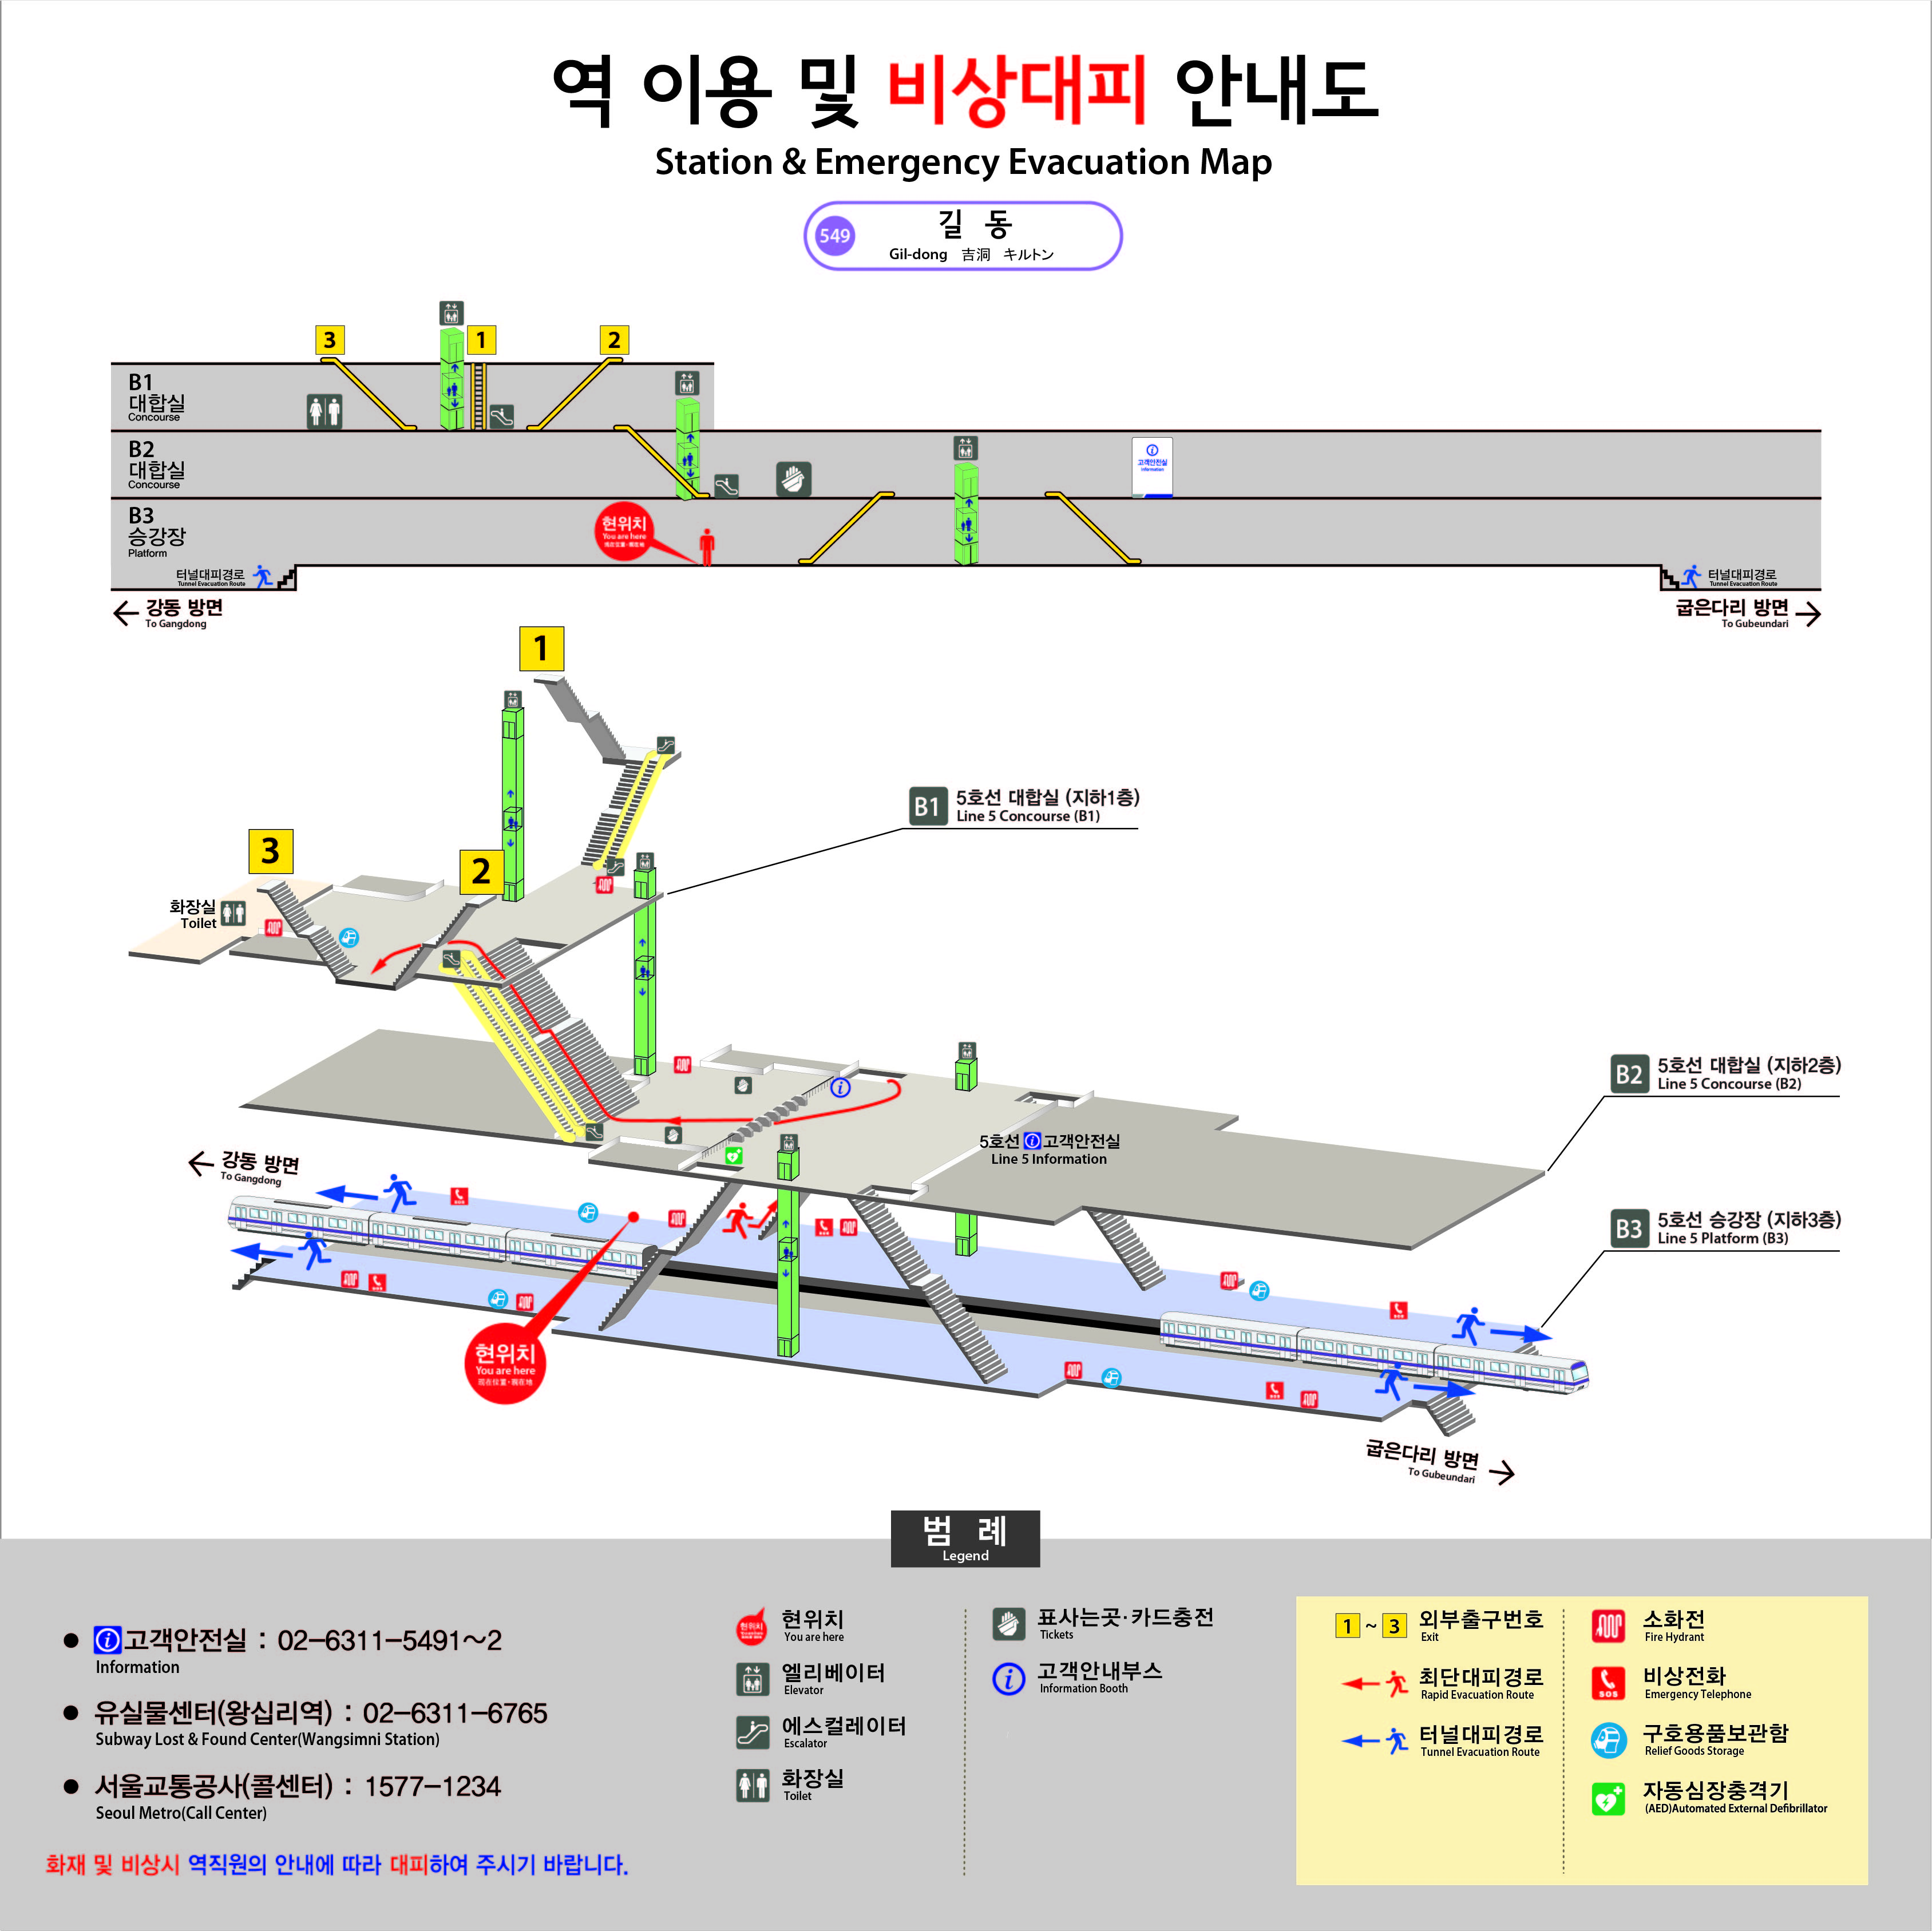 역 이용 및 비상대피 안내도
Station & Emergency Evacuation Map
549
길 동
Gil-dong 吉洞 キルトン
3
1
2
B1
대합실
Concourse
B2
대합실
Concourse
고객안전실
Information
B3
승강장
Platform
현위치
You are here
現在位置·現在地
터널대피경로
Tunnel Evacuation Route
터널대피경로
Tunnel Evacuation Route
강동 방면
To Gangdong
굽은다리 방면
To Gubeundari
1
B1 5호선 대합실 (지하1층)
Line 5 Concourse (B1)
3
2
화장실
Toilet
B2 5호선 대합실 (지하2층)
Line 5 Concourse (B2)
5호선 고객안전실
Line 5 Information
강동 방면
To Gangdong
B3 5호선 승강장 (지하3층)
Line 5 Platform (B3)
현위치
You are here
現在位置·現在地
굽은다리 방면
To Gubeundari
범 례
Legend
고객안전실 : 02-6311-5491~2
Information
유실물센터(왕십리역) : 02-6311-6765
Subway Lost & Found Center(Wangsimni Station)
서울교통공사(콜센터) : 1577-1234
Seoul Metro(Call Center)
화재 및 비상시 역직원의 안내에 따라 대피하여 주시기 바랍니다.
현위치
현위치
You are here
엘리베이터
Elevator
에스컬레이터
Escalator
화장실
Toilet
표사는곳·카드충전
Tickets
고객안내부스
Information Booth
1 ~ 3 외부출구번호
Exit
최단대피경로
Rapid Evacuation Route
터널대피경로
Tunnel Evacuation Route
소화전
Fire Hydrant
SOS
비상전화
Emergency Telephone
구호용품보관함
Relief Goods Storage
자동심장충격기
(AED)Automated External Defibrillator